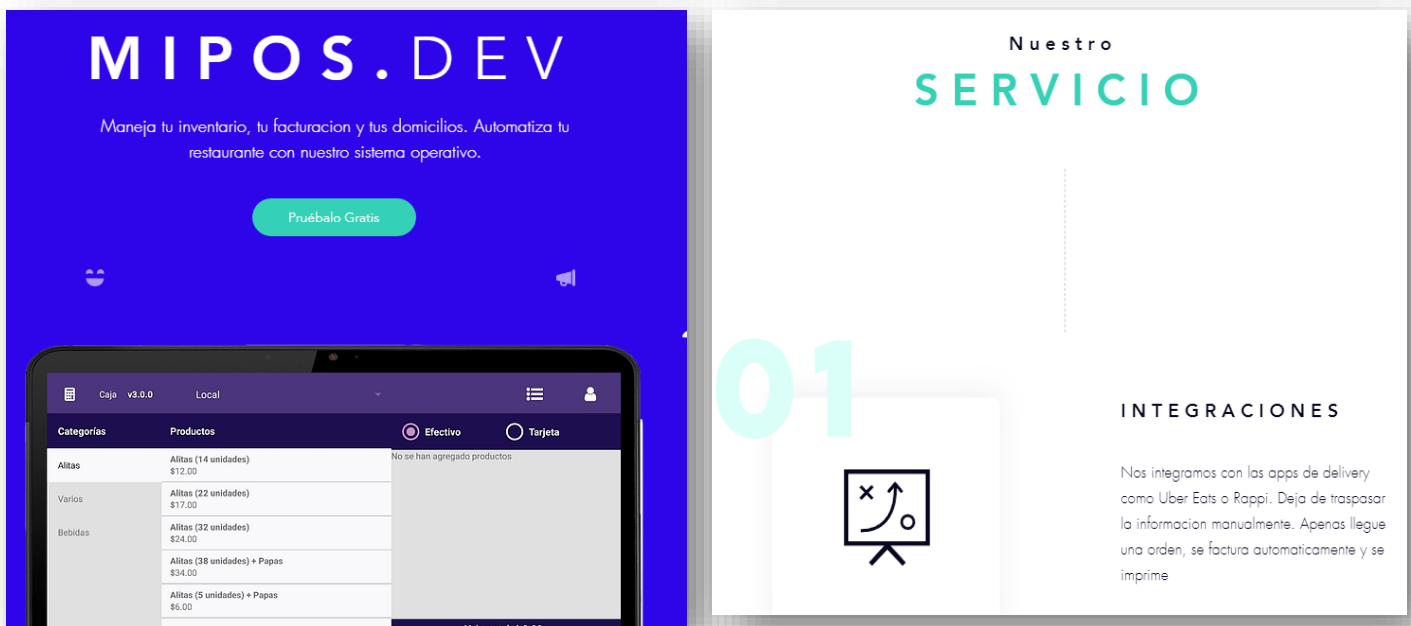 MIPOS.DEV
Maneja tu inventario, tu facturacion y tus domicilios. Automatiza tu
restaurante con nuestro sistema operativo.
Pruébalo Gratis
Caja v3.0.0 Local
Categorías Productos Efectivo Tarjeta
Alitas
Varios
Bebidas
Alitas (14 unidades)
$12.00
Alitas (22 unidades)
$17.00
Alitas (32 unidades)
$24.00
Alitas (38 unidades) + Papas
$34.00
Alitas (5 unidades) + Papas
$6.00
No se han agregado productos
Nuestro
SERVICIO
01
INTEGRACIONES
Nos integramos con las apps de delivery
como Uber Eats o Rappi. Deja de traspasar
la informacion manualmente. Apenas llegue
una orden, se factura automaticamente y se
imprime